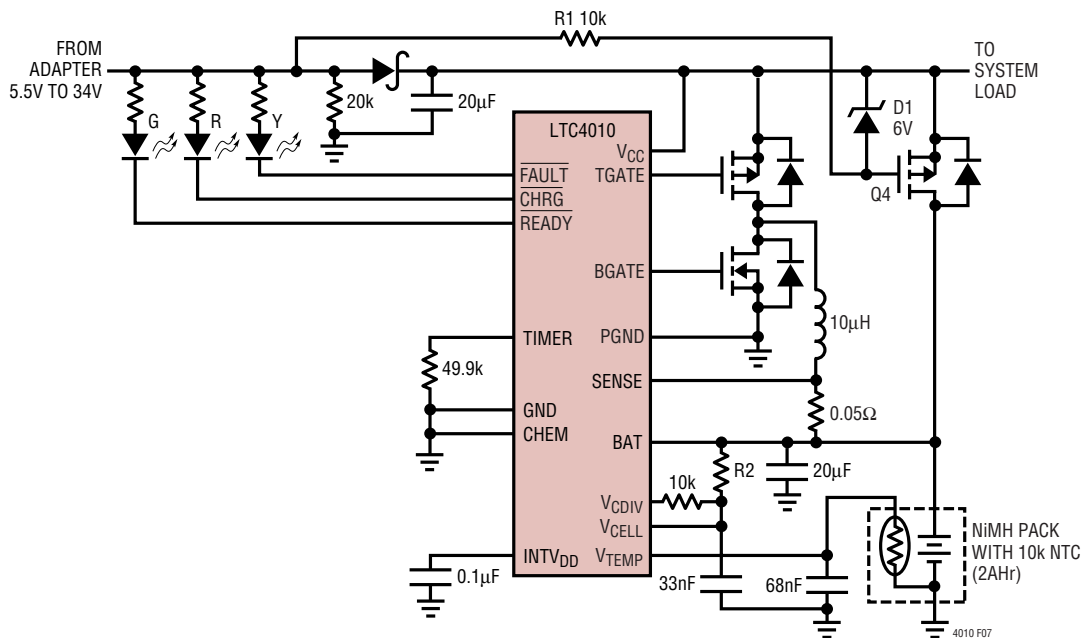 R1 10k
FROM
ADAPTER
5.5V TO 34V
TO
SYSTEM
LOAD
G
R
Y
20k
20µF
D1
6V
Q4
LTC4010
VCC
FAULT
TGATE
CHRG
READY
BGATE
10µH
TIMER
PGND
49.9k
SENSE
0.05Ω
GND
CHEM
BAT
R2
20µF
10k
VCDIV
VCELL
INTVDD
VTEMP
0.1µF
33nF
68nF
NiMH PACK
WITH 10k NTC
(2AHr)
4010 F07